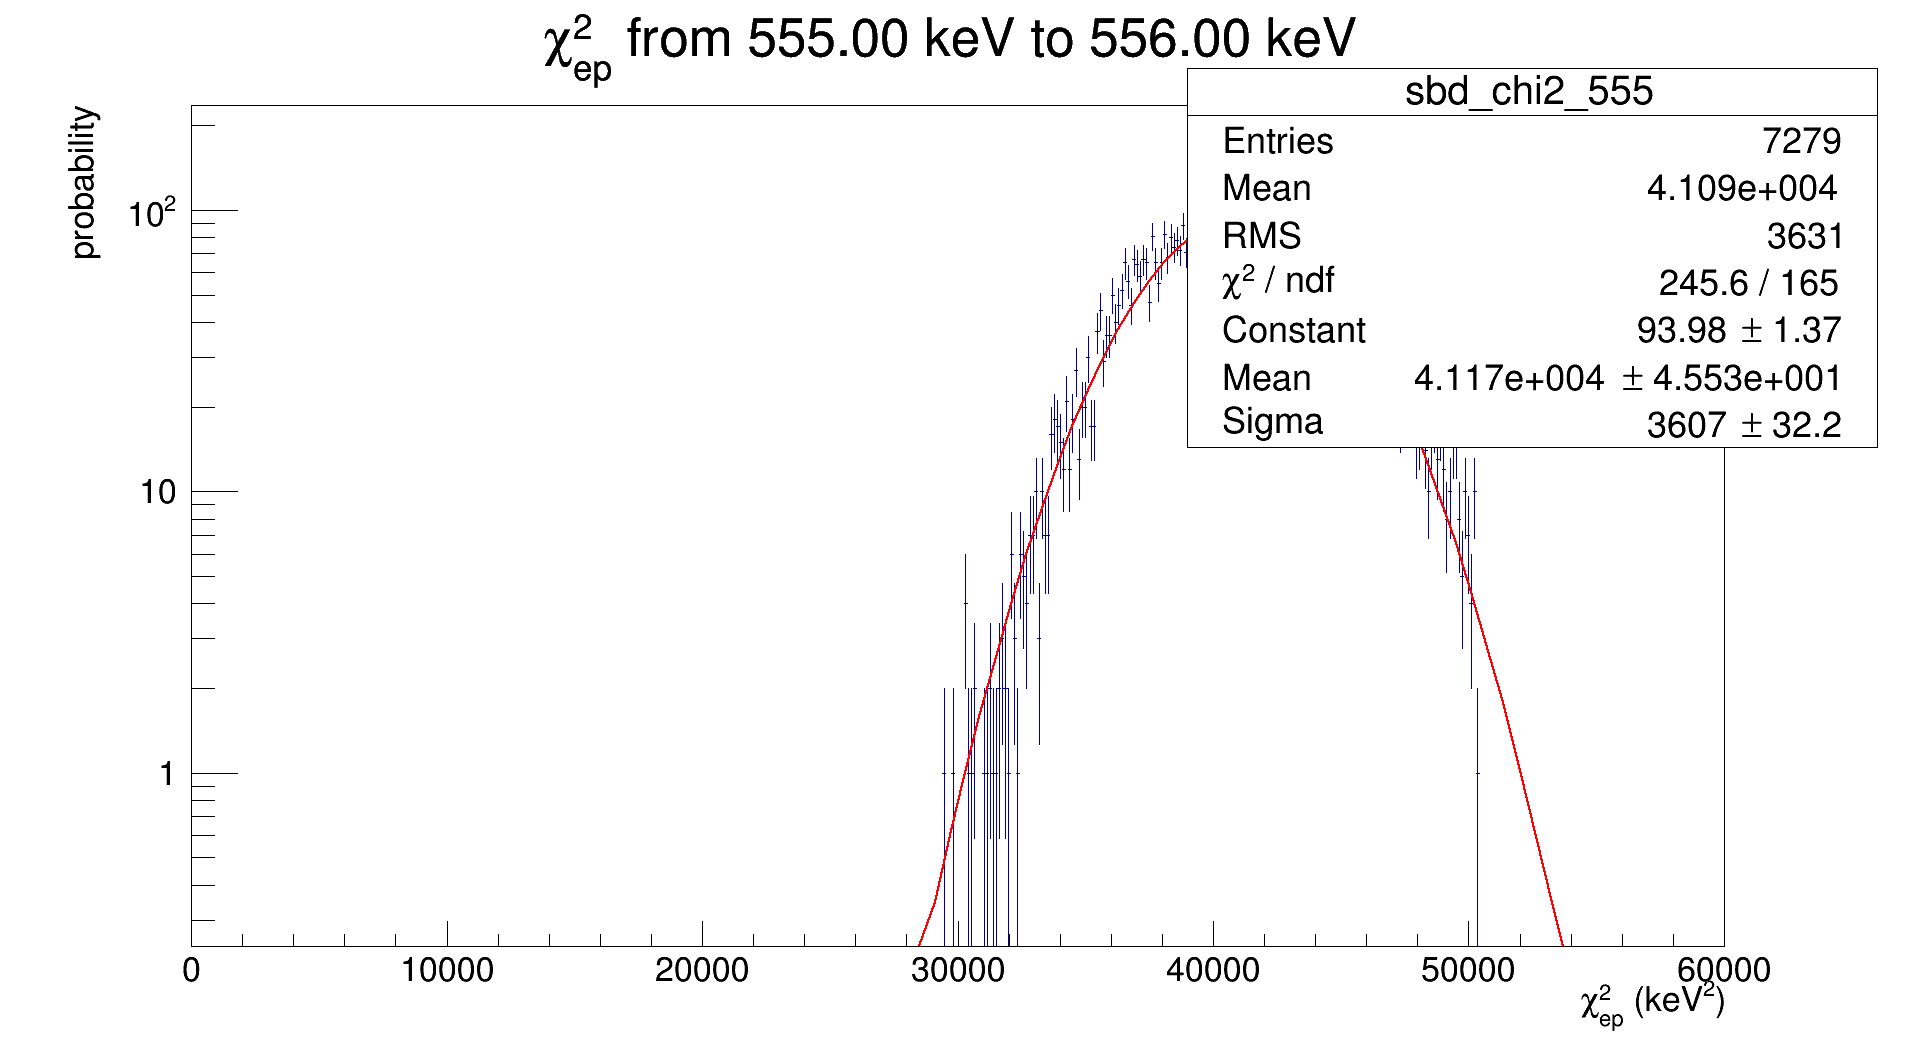 χ²ep from 555.00 keV to 556.00 keV
probability
sbd_chi2_555
Entries 7279
Mean 4.109e+004
RMS 3631
χ² / ndf 245.6 / 165
Constant 93.98 ± 1.37
Mean 4.117e+004 ± 4.553e+001
Sigma 3607 ± 32.2
10²
10
1
0 10000 20000 30000 40000 50000 60000
χ²ep (keV²)